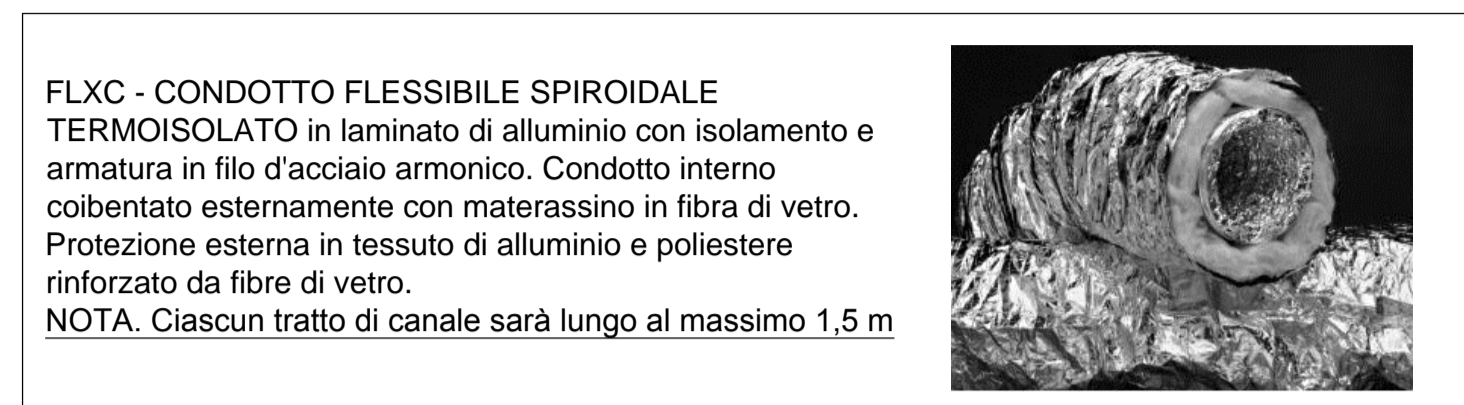 FLXC - CONDOTTO FLESSIBILE SPIROIDALE
TERMOISOLATO in laminato di alluminio con isolamento e
armatura in filo d'acciaio armonico. Condotto interno
coibentato esternamente con materassino in fibra di vetro.
Protezione esterna in tessuto di alluminio e poliestere
rinforzato da fibre di vetro.
NOTA. Ciascun tratto di canale sarà lungo al massimo 1,5 m